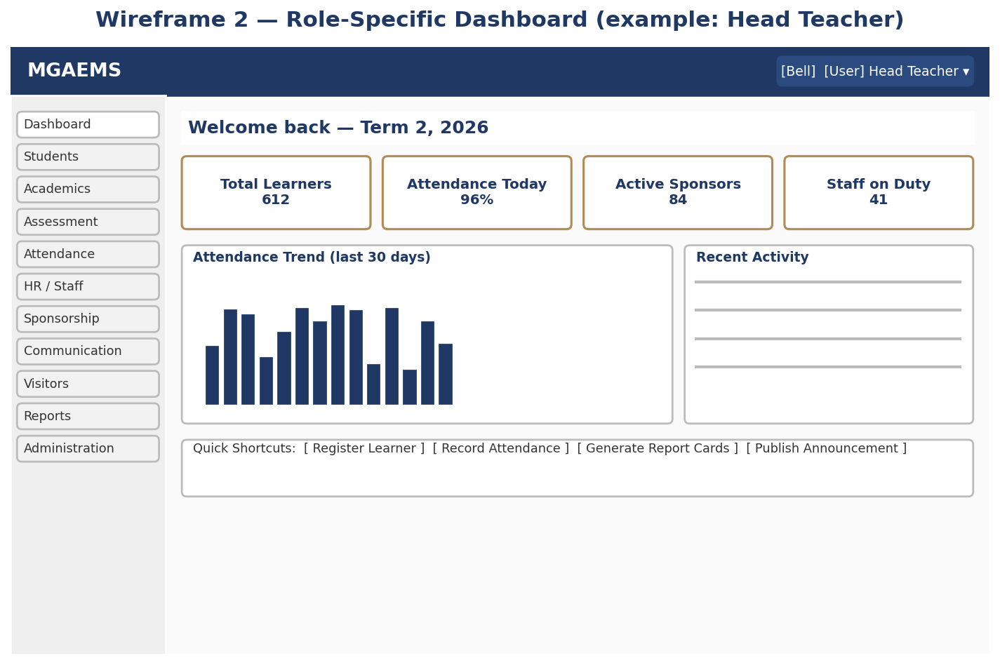 Wireframe 2 — Role-Specific Dashboard (example: Head Teacher)
MGAEMS
[Bell]  [User] Head Teacher ▾
Dashboard
Students
Academics
Assessment
Attendance
HR / Staff
Sponsorship
Communication
Visitors
Reports
Administration
Welcome back — Term 2, 2026
Total Learners
612
Attendance Today
96%
Active Sponsors
84
Staff on Duty
41
Attendance Trend (last 30 days)
Recent Activity
Quick Shortcuts:  [ Register Learner ]  [ Record Attendance ]  [ Generate Report Cards ]  [ Publish Announcement ]